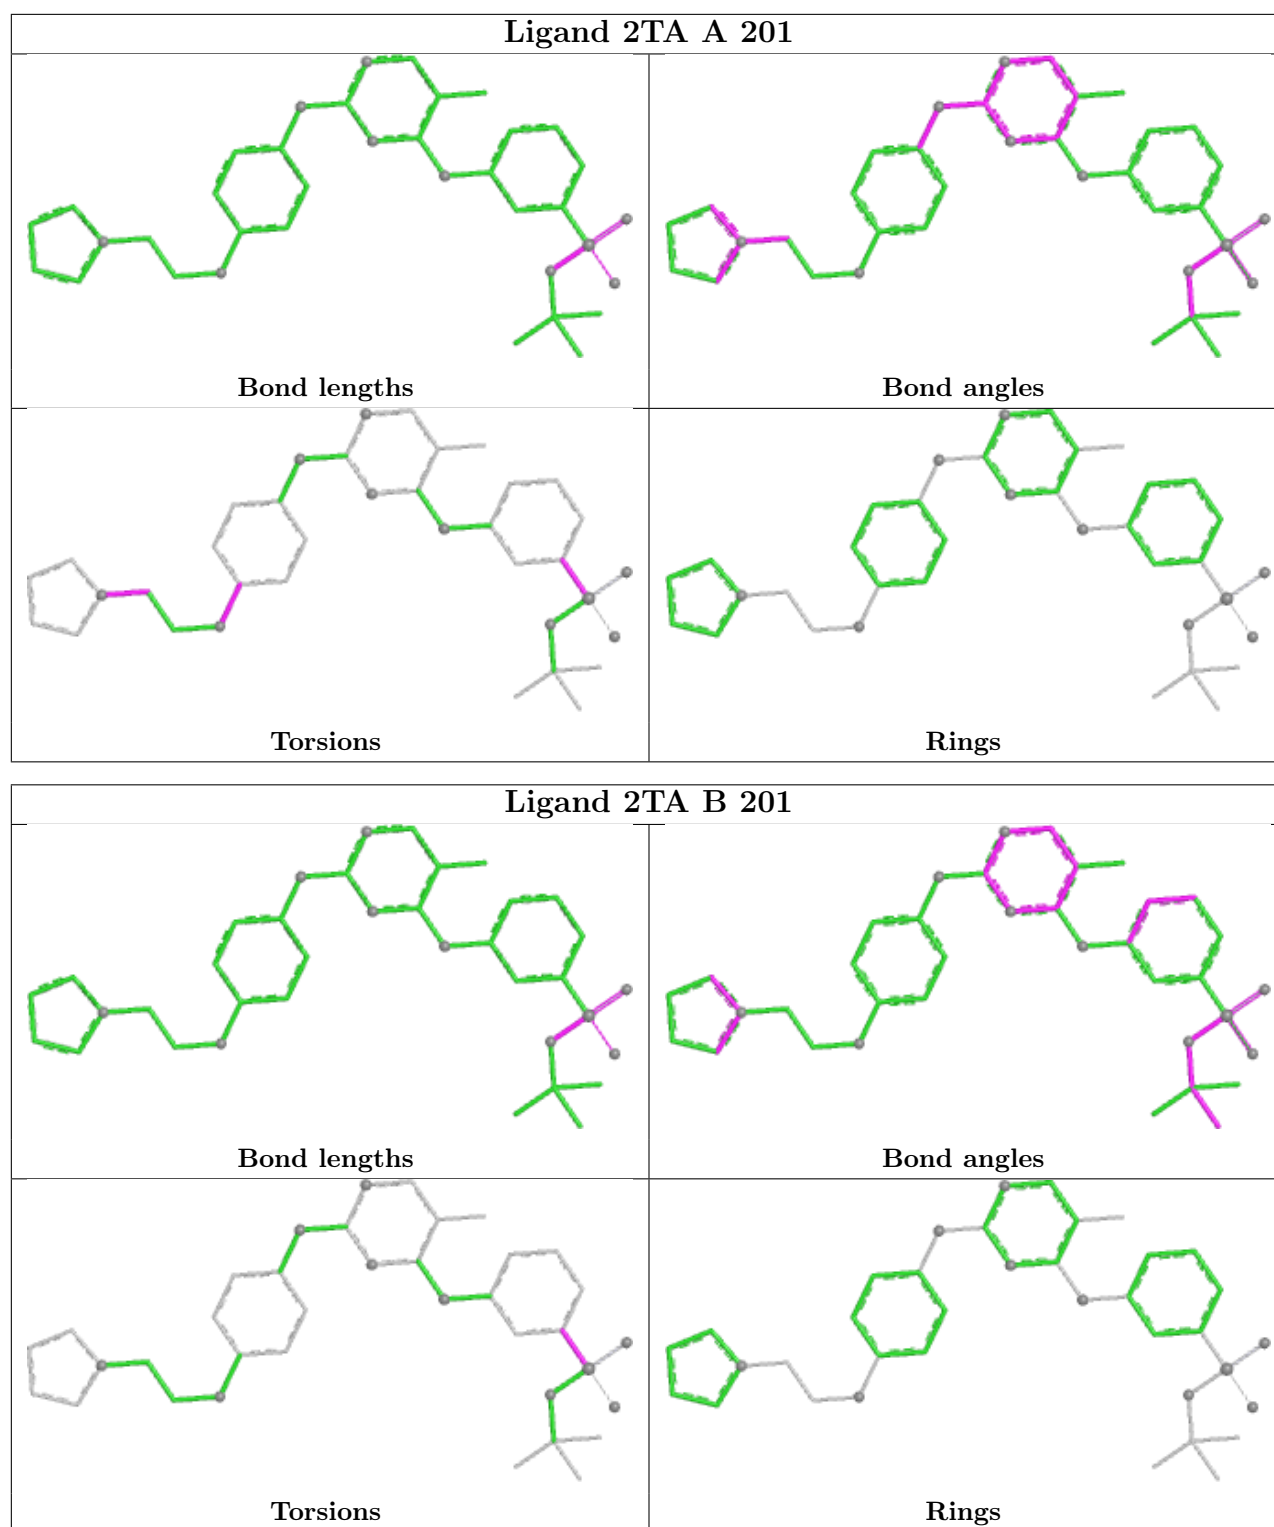 Ligand 2TA A 201
Bond lengths
Bond angles
Torsions
Rings
Ligand 2TA B 201
Bond lengths
Bond angles
Torsions
Rings